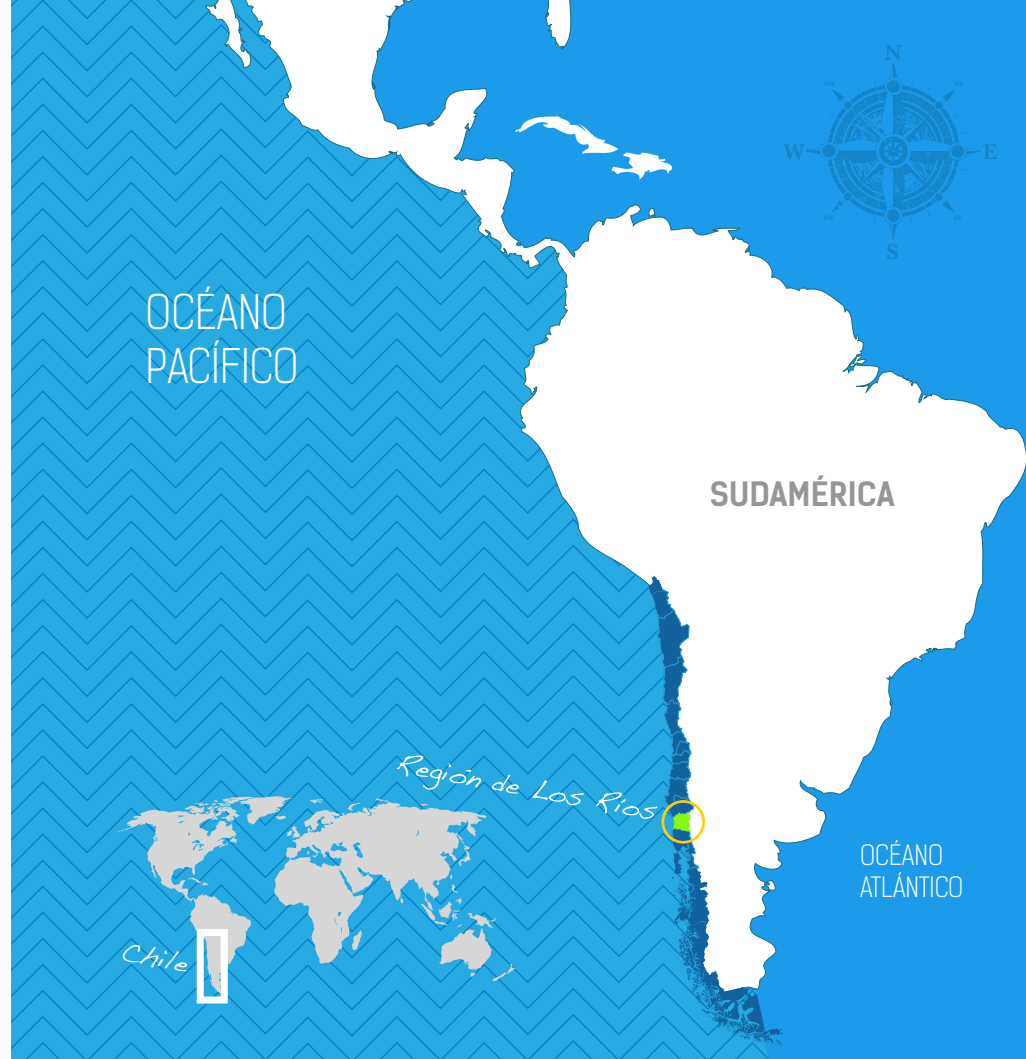 N
W
E
S
OCÉANO
PACÍFICO
SUDAMÉRICA
Región de Los Ríos
OCÉANO
ATLÁNTICO
Chile